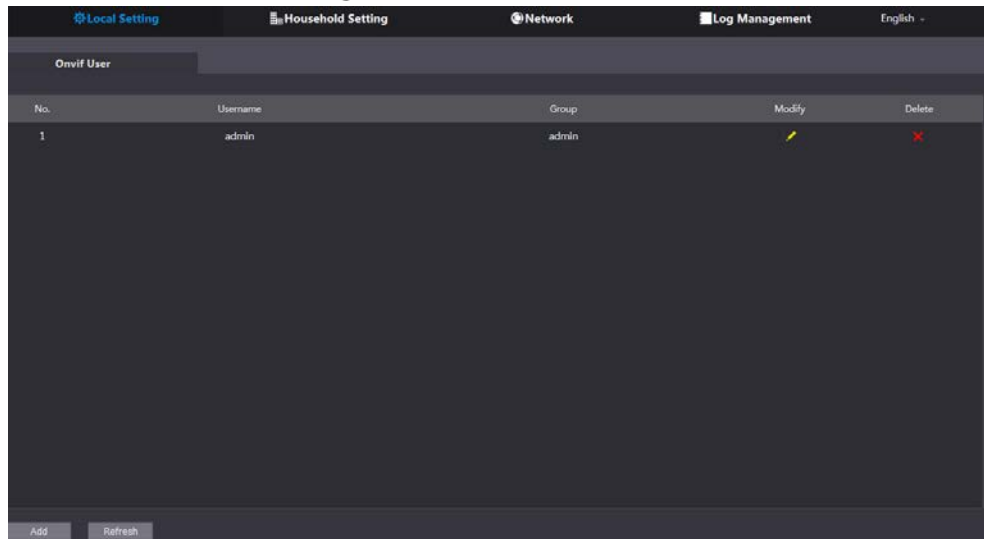 Local Setting Household Setting Network Log Management English
Onvif User
No. Username Group Modify Delete
1 admin admin
Add Refresh